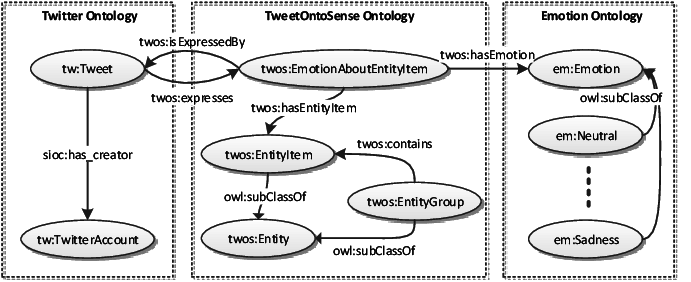 Twitter Ontology
TweetOntoSense Ontology
Emotion Ontology
twos:isExpressedBy
twos:hasEmotion
tw:Tweet
twos:EmotionAboutEntityItem
em:Emotion
twos:expresses
owl:subClassOf
twos:hasEntityItem
em:Neutral
twos:contains
sioc:has_creator
twos:EntityItem
owl:subClassOf
twos:EntityGroup
tw:TwitterAccount
twos:Entity
em:Sadness
owl:subClassOf